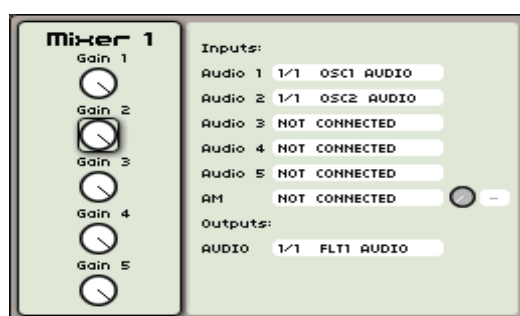 Mixer 1
Gain 1
Gain 2
Gain 3
Gain 4
Gain 5
Inputs:
Audio 1 1/1 OSC1 AUDIO
Audio 2 1/1 OSC2 AUDIO
Audio 3 NOT CONNECTED
Audio 4 NOT CONNECTED
Audio 5 NOT CONNECTED
AM NOT CONNECTED -
Outputs:
AUDIO 1/1 FLT1 AUDIO